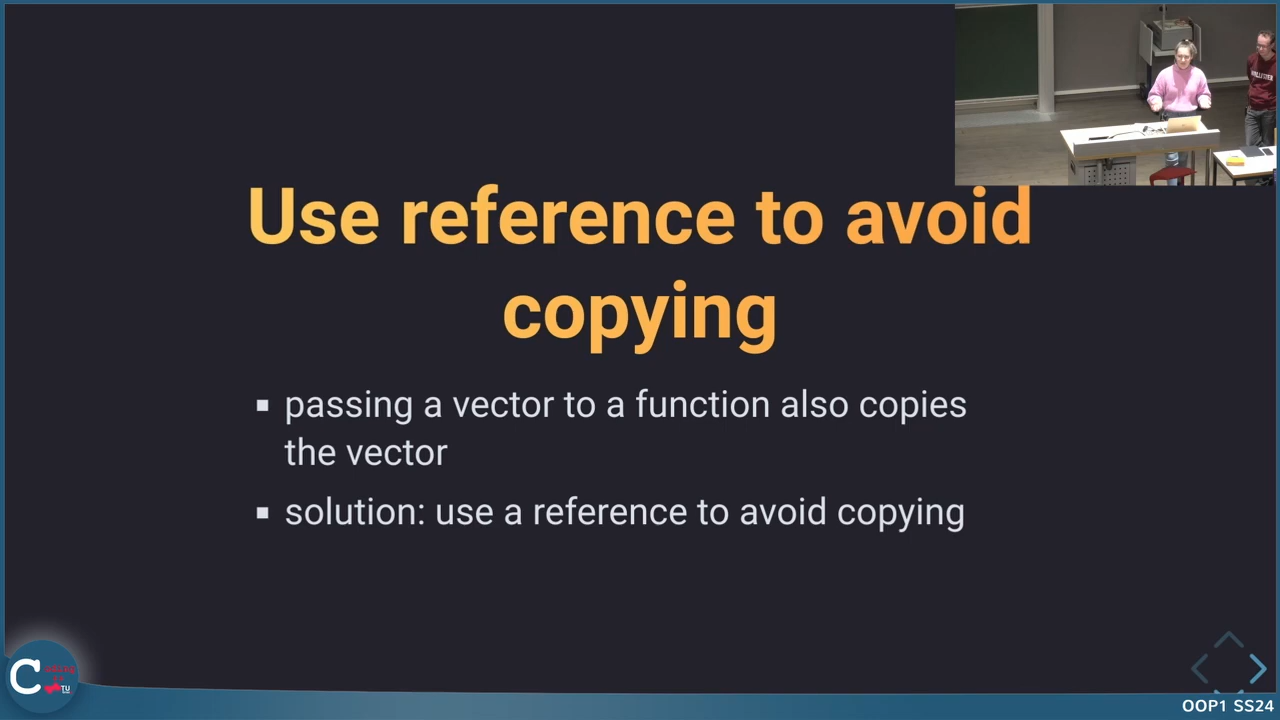 Use reference to avoid
copying
▪ passing a vector to a function also copies
the vector
▪ solution: use a reference to avoid copying
C
TU
OOP1 SS24